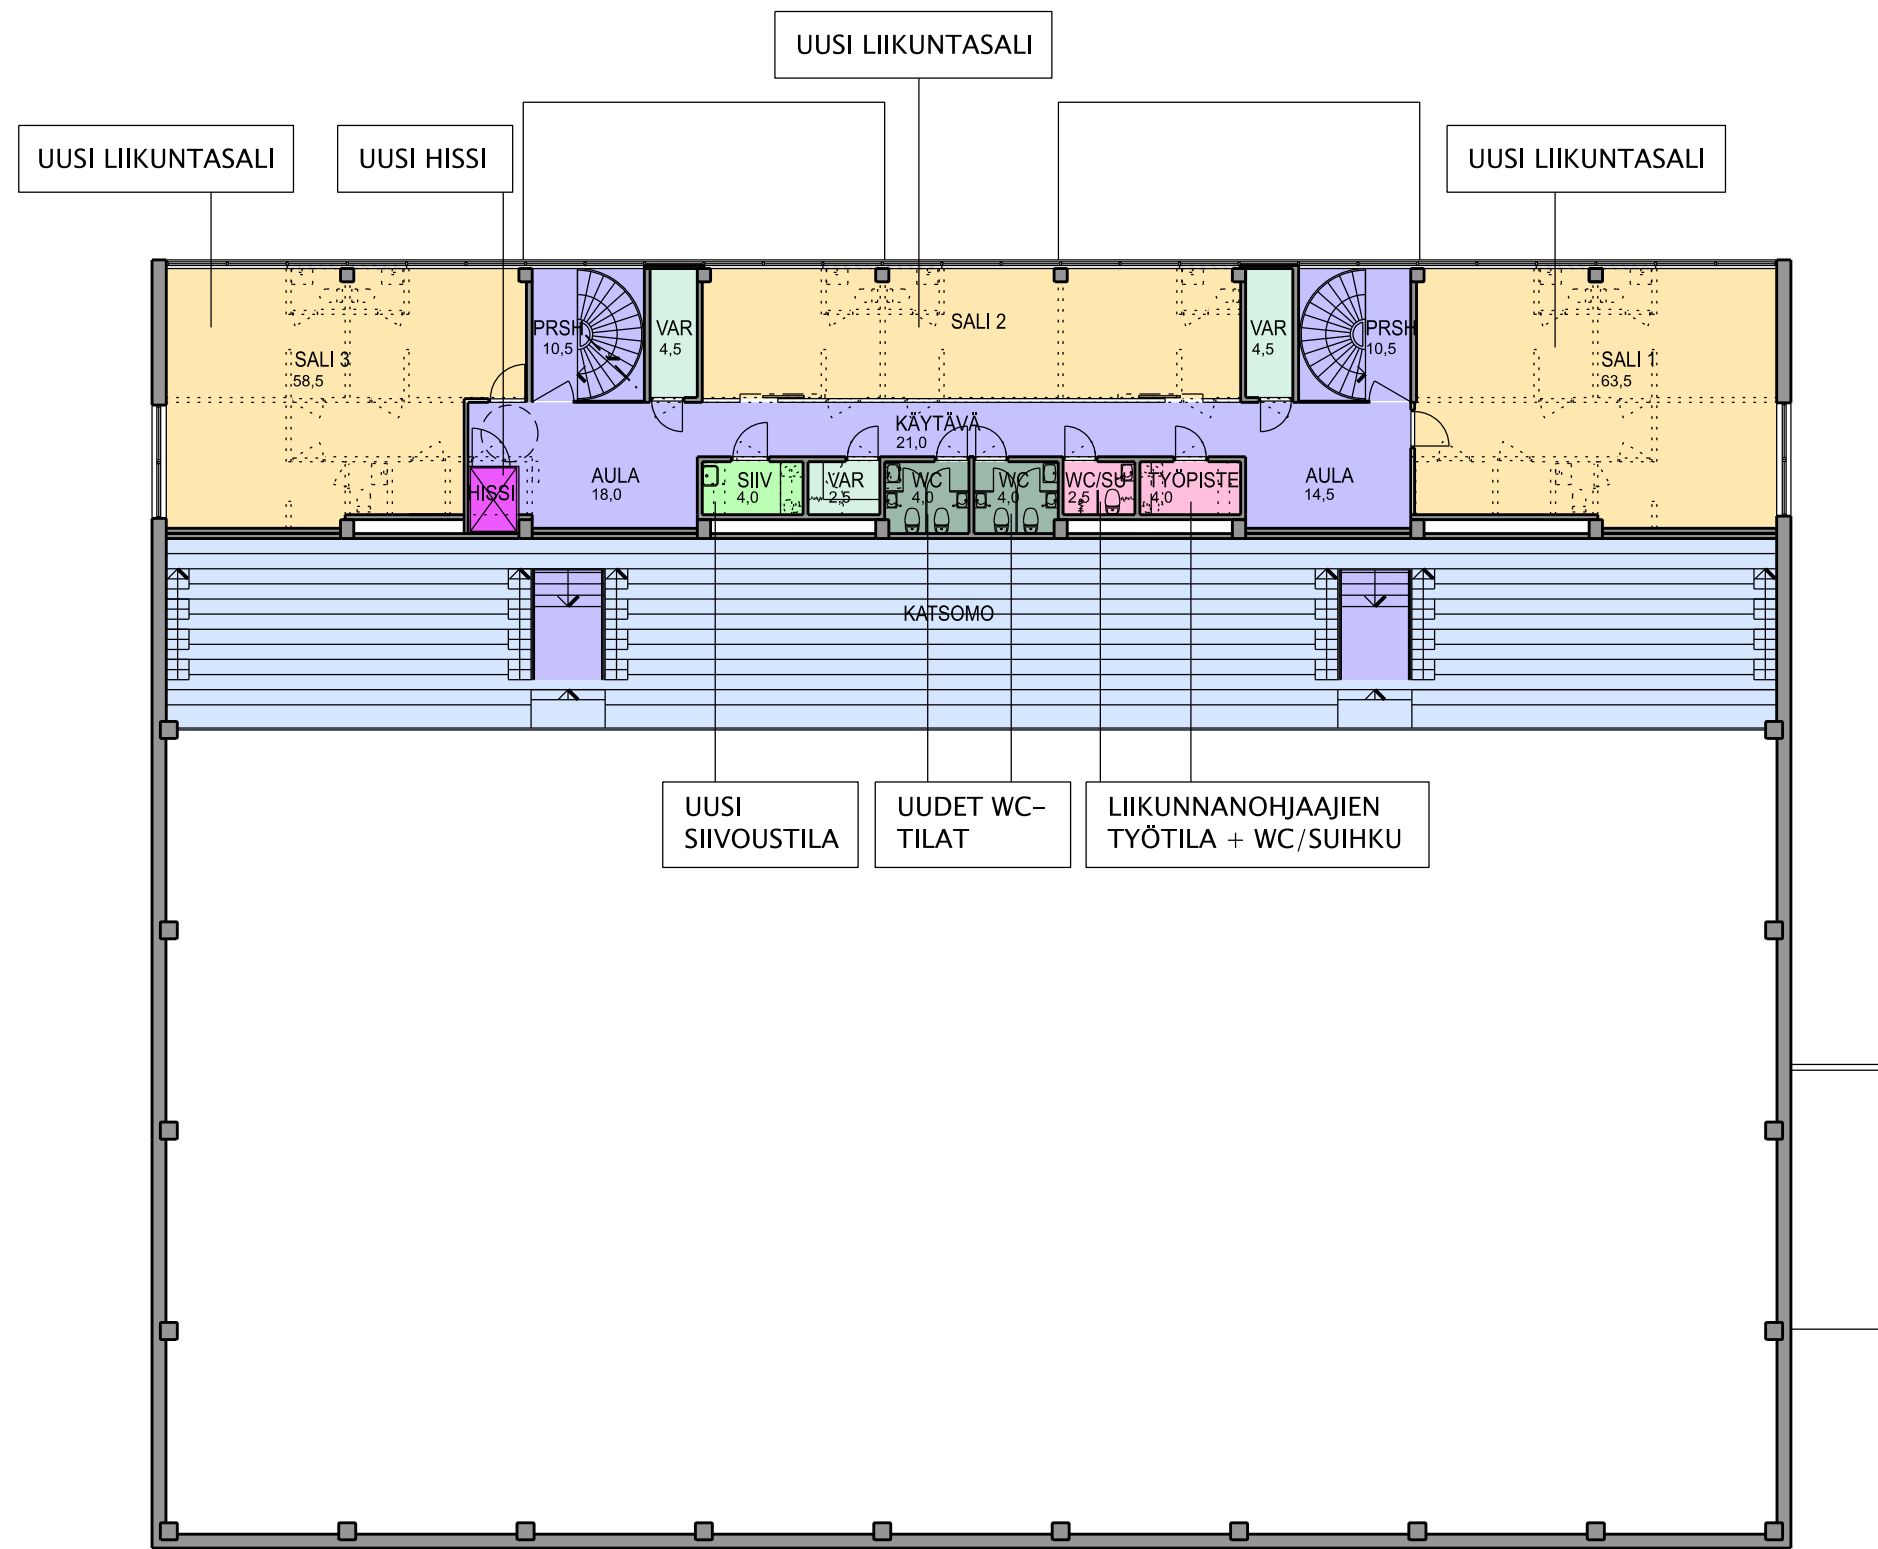 UUSI LIIKUNTASALI
UUSI LIIKUNTASALI
UUSI HISSI
UUSI LIIKUNTASALI
PRSH
10,5
VAR
4,5
SALI 2
VAR
4,5
PRSH
10,5
SALI 3
58,5
SALI 1
63,5
KÄYTÄVÄ
21,0
HISSI
AULA
18,0
SIIV
4,0
VAR
2,5
WC
4,0
WC
4,0
WC/SU
2,5
TYÖPISTE
4,0
AULA
14,5
KATSOMO
UUSI
SIIVOUSTILA
UUDET WC-
TILAT
LIIKUNNANOHJAAJIEN
TYÖTILA + WC/SUIHKU